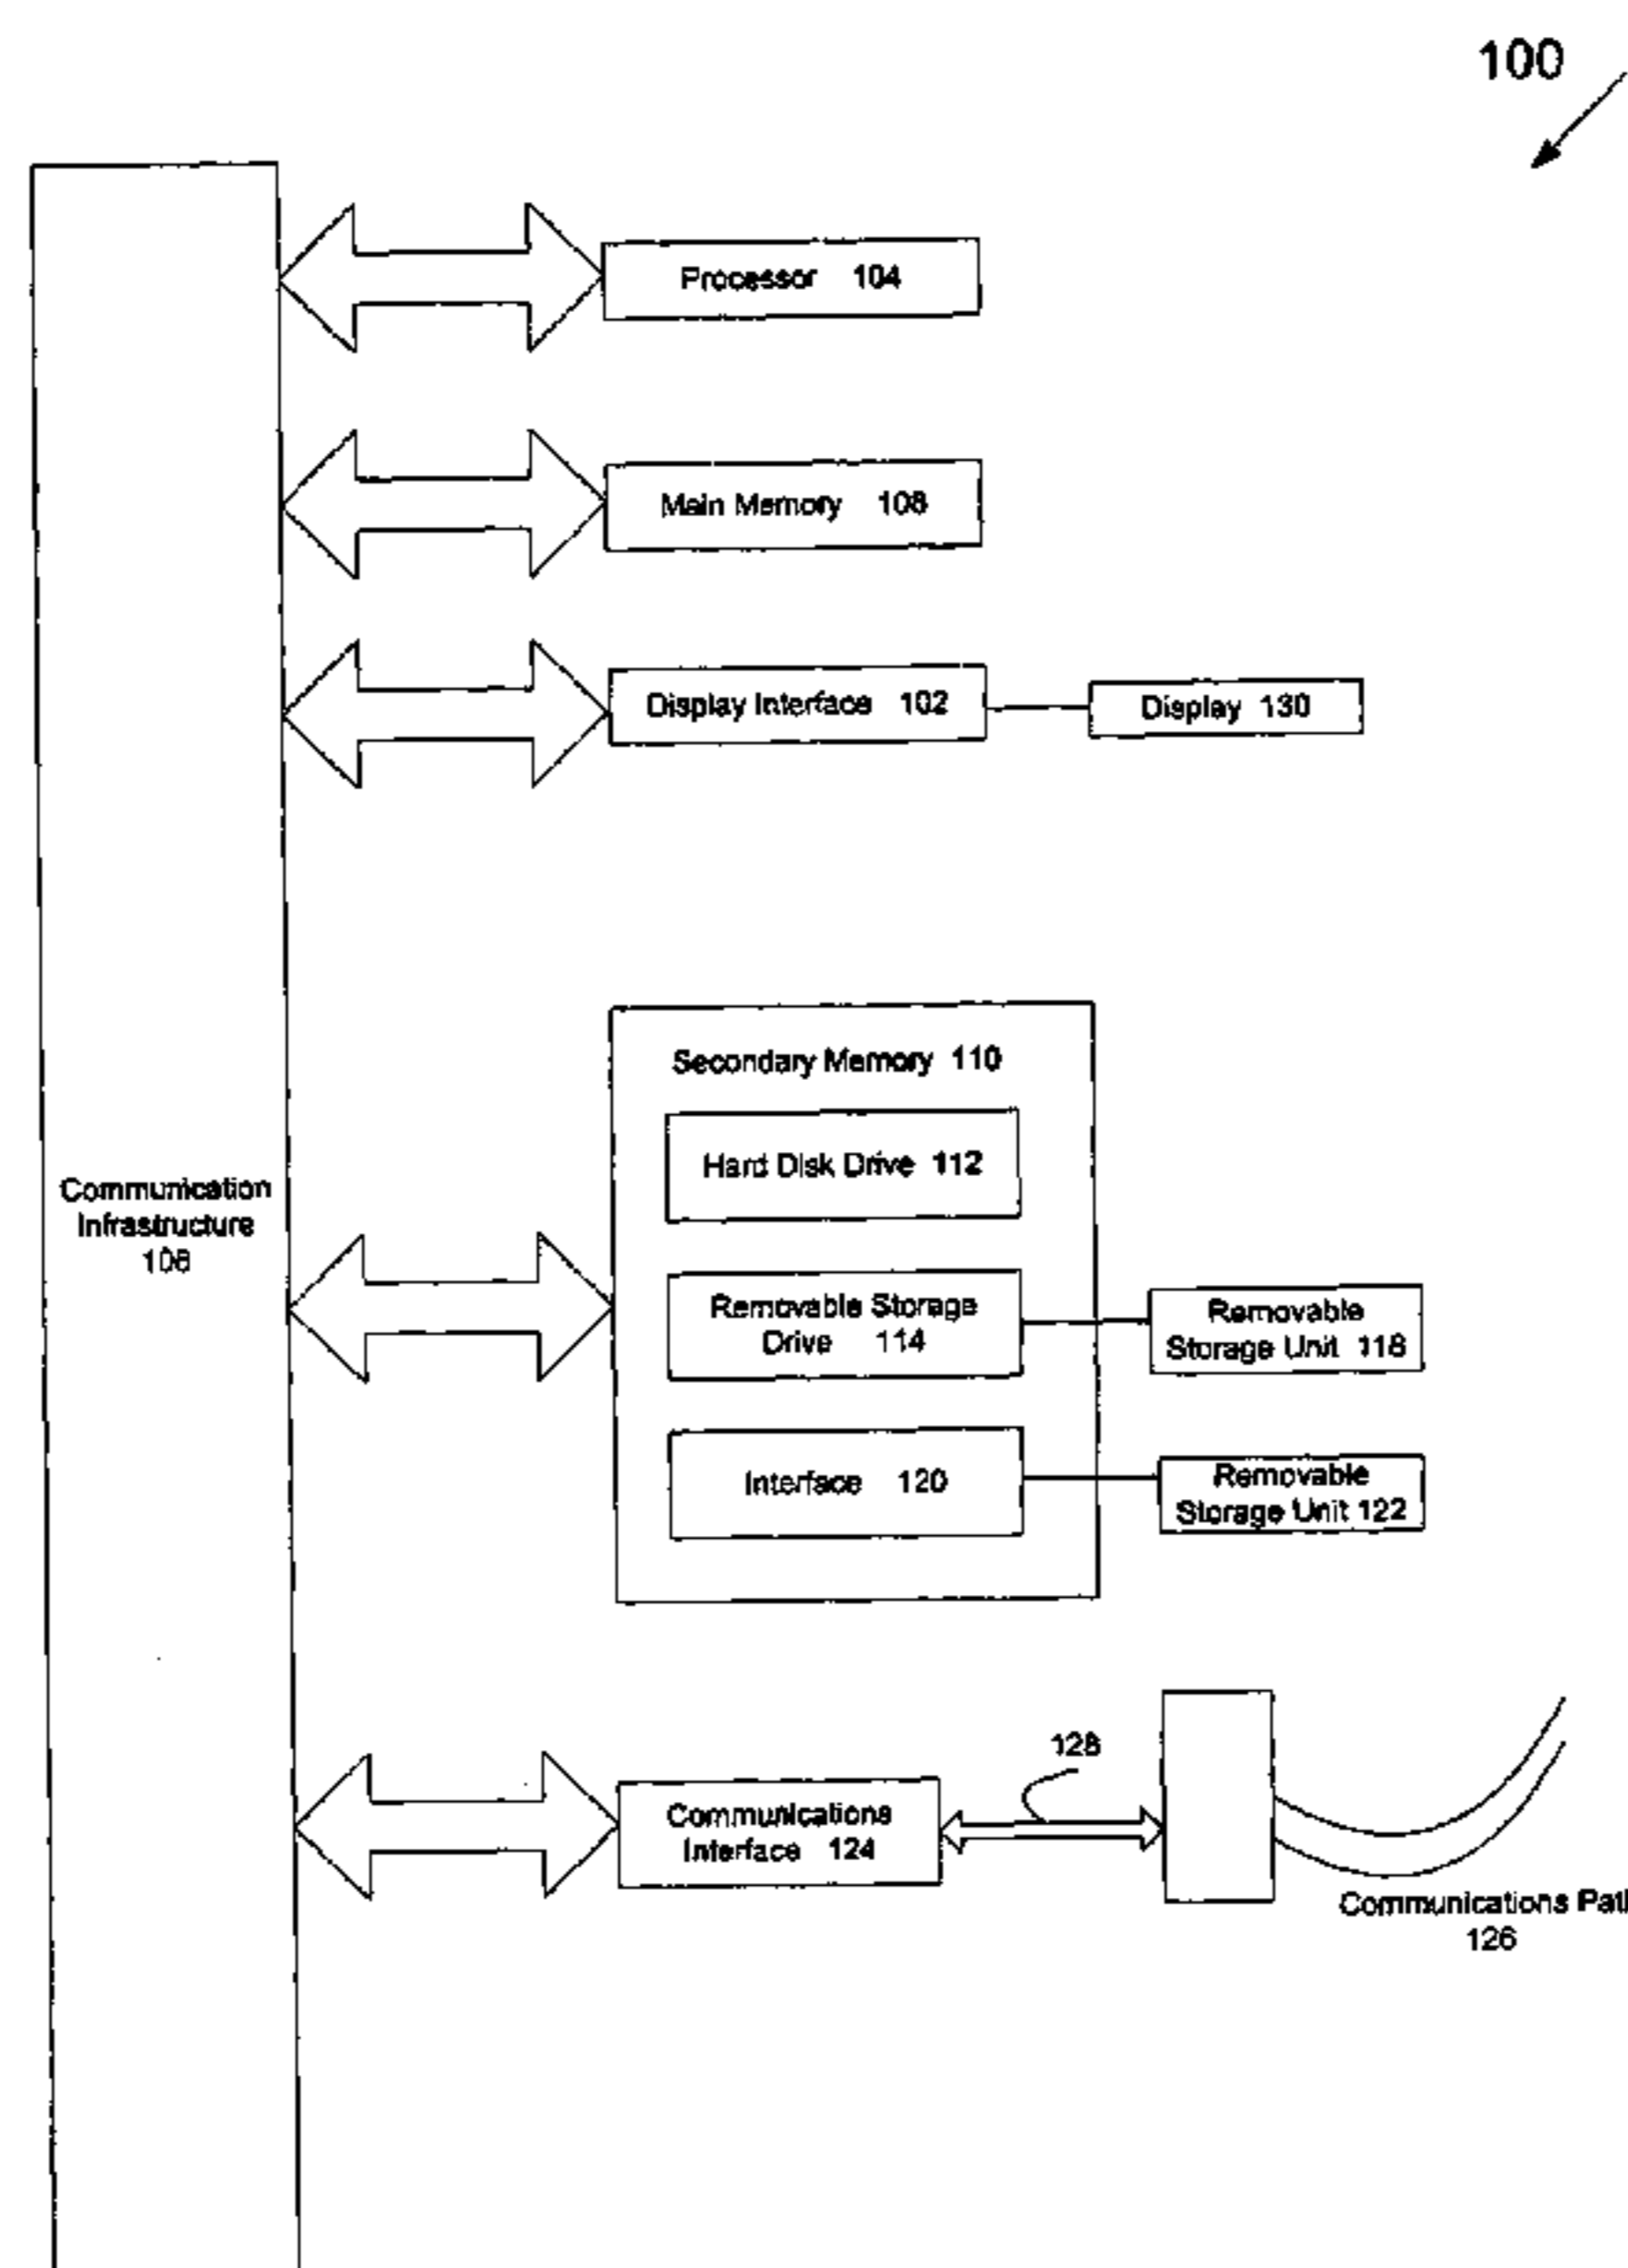 100
Processor 104
Main Memory 108
Display Interface 102
Display 130
Secondary Memory 110
Hard Disk Drive 112
Communication
Infrastructure
106
Removable Storage
Drive 114
Removable
Storage Unit 118
Interface 120
Removable
Storage Unit 122
128
Communications
Interface 124
Communications Pat
126